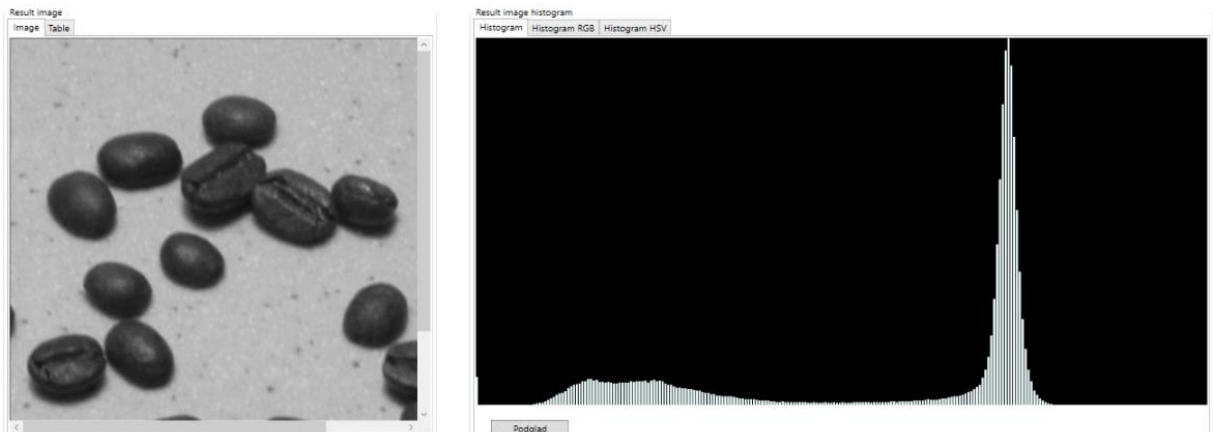 Result image
Image Table
Result image histogram
Histogram Histogram RGB Histogram HSV
Podgląd